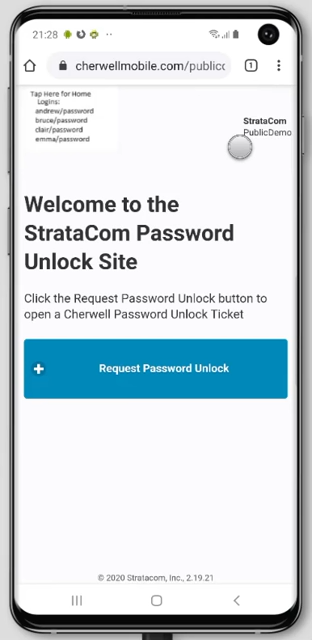 21:28
cherwellmobile.com/public
1
Tap Here for Home
Logins:
andrew/password
bruce/password
clair/password
emma/password
StrataCom
PublicDemo
Welcome to the
StrataCom Password
Unlock Site
Click the Request Password Unlock button to
open a Cherwell Password Unlock Ticket
Request Password Unlock
© 2020 Stratacom, Inc., 2.19.21